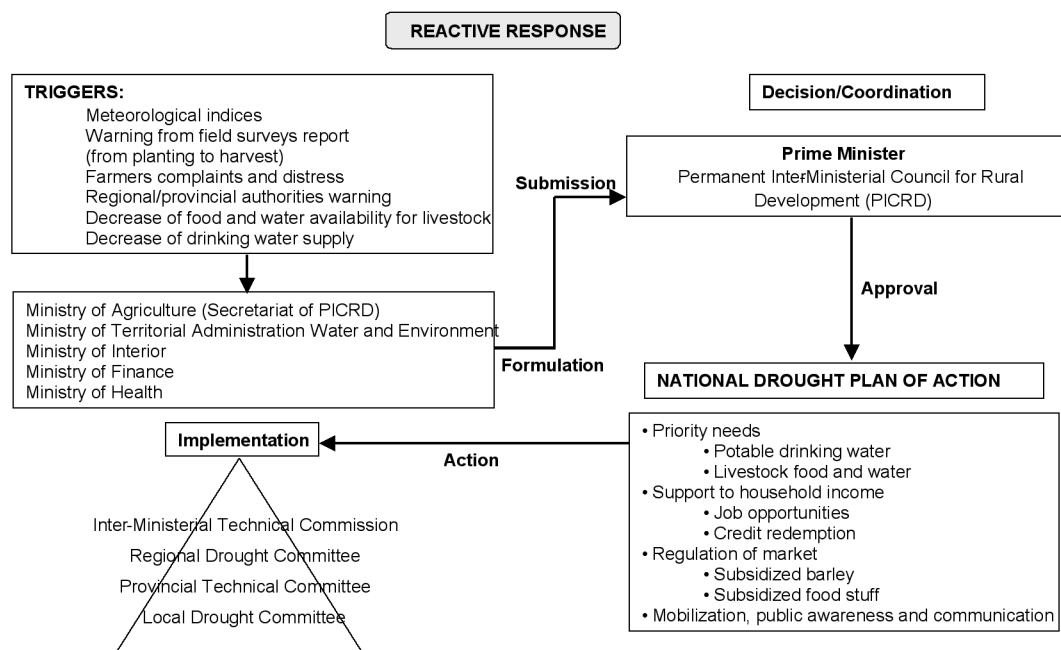 REACTIVE RESPONSE
TRIGGERS:
Meteorological indices
Warning from field surveys report
(from planting to harvest)
Farmers complaints and distress
Regional/provincial authorities warning
Decrease of food and water availability for livestock
Decrease of drinking water supply
Ministry of Agriculture (Secretariat of PICRD)
Ministry of Territorial Administration Water and Environment
Ministry of Interior
Ministry of Finance
Ministry of Health
Formulation
Submission
Decision/Coordination
Prime Minister
Permanent InterMinisterial Council for Rural
Development (PICRD)
Approval
NATIONAL DROUGHT PLAN OF ACTION
• Priority needs
• Potable drinking water
• Livestock food and water
• Support to household income
• Job opportunities
• Credit redemption
• Regulation of market
• Subsidized barley
• Subsidized food stuff
• Mobilization, public awareness and communication
Action
Implementation
Inter-Ministerial Technical Commission
Regional Drought Committee
Provincial Technical Committee
Local Drought Committee